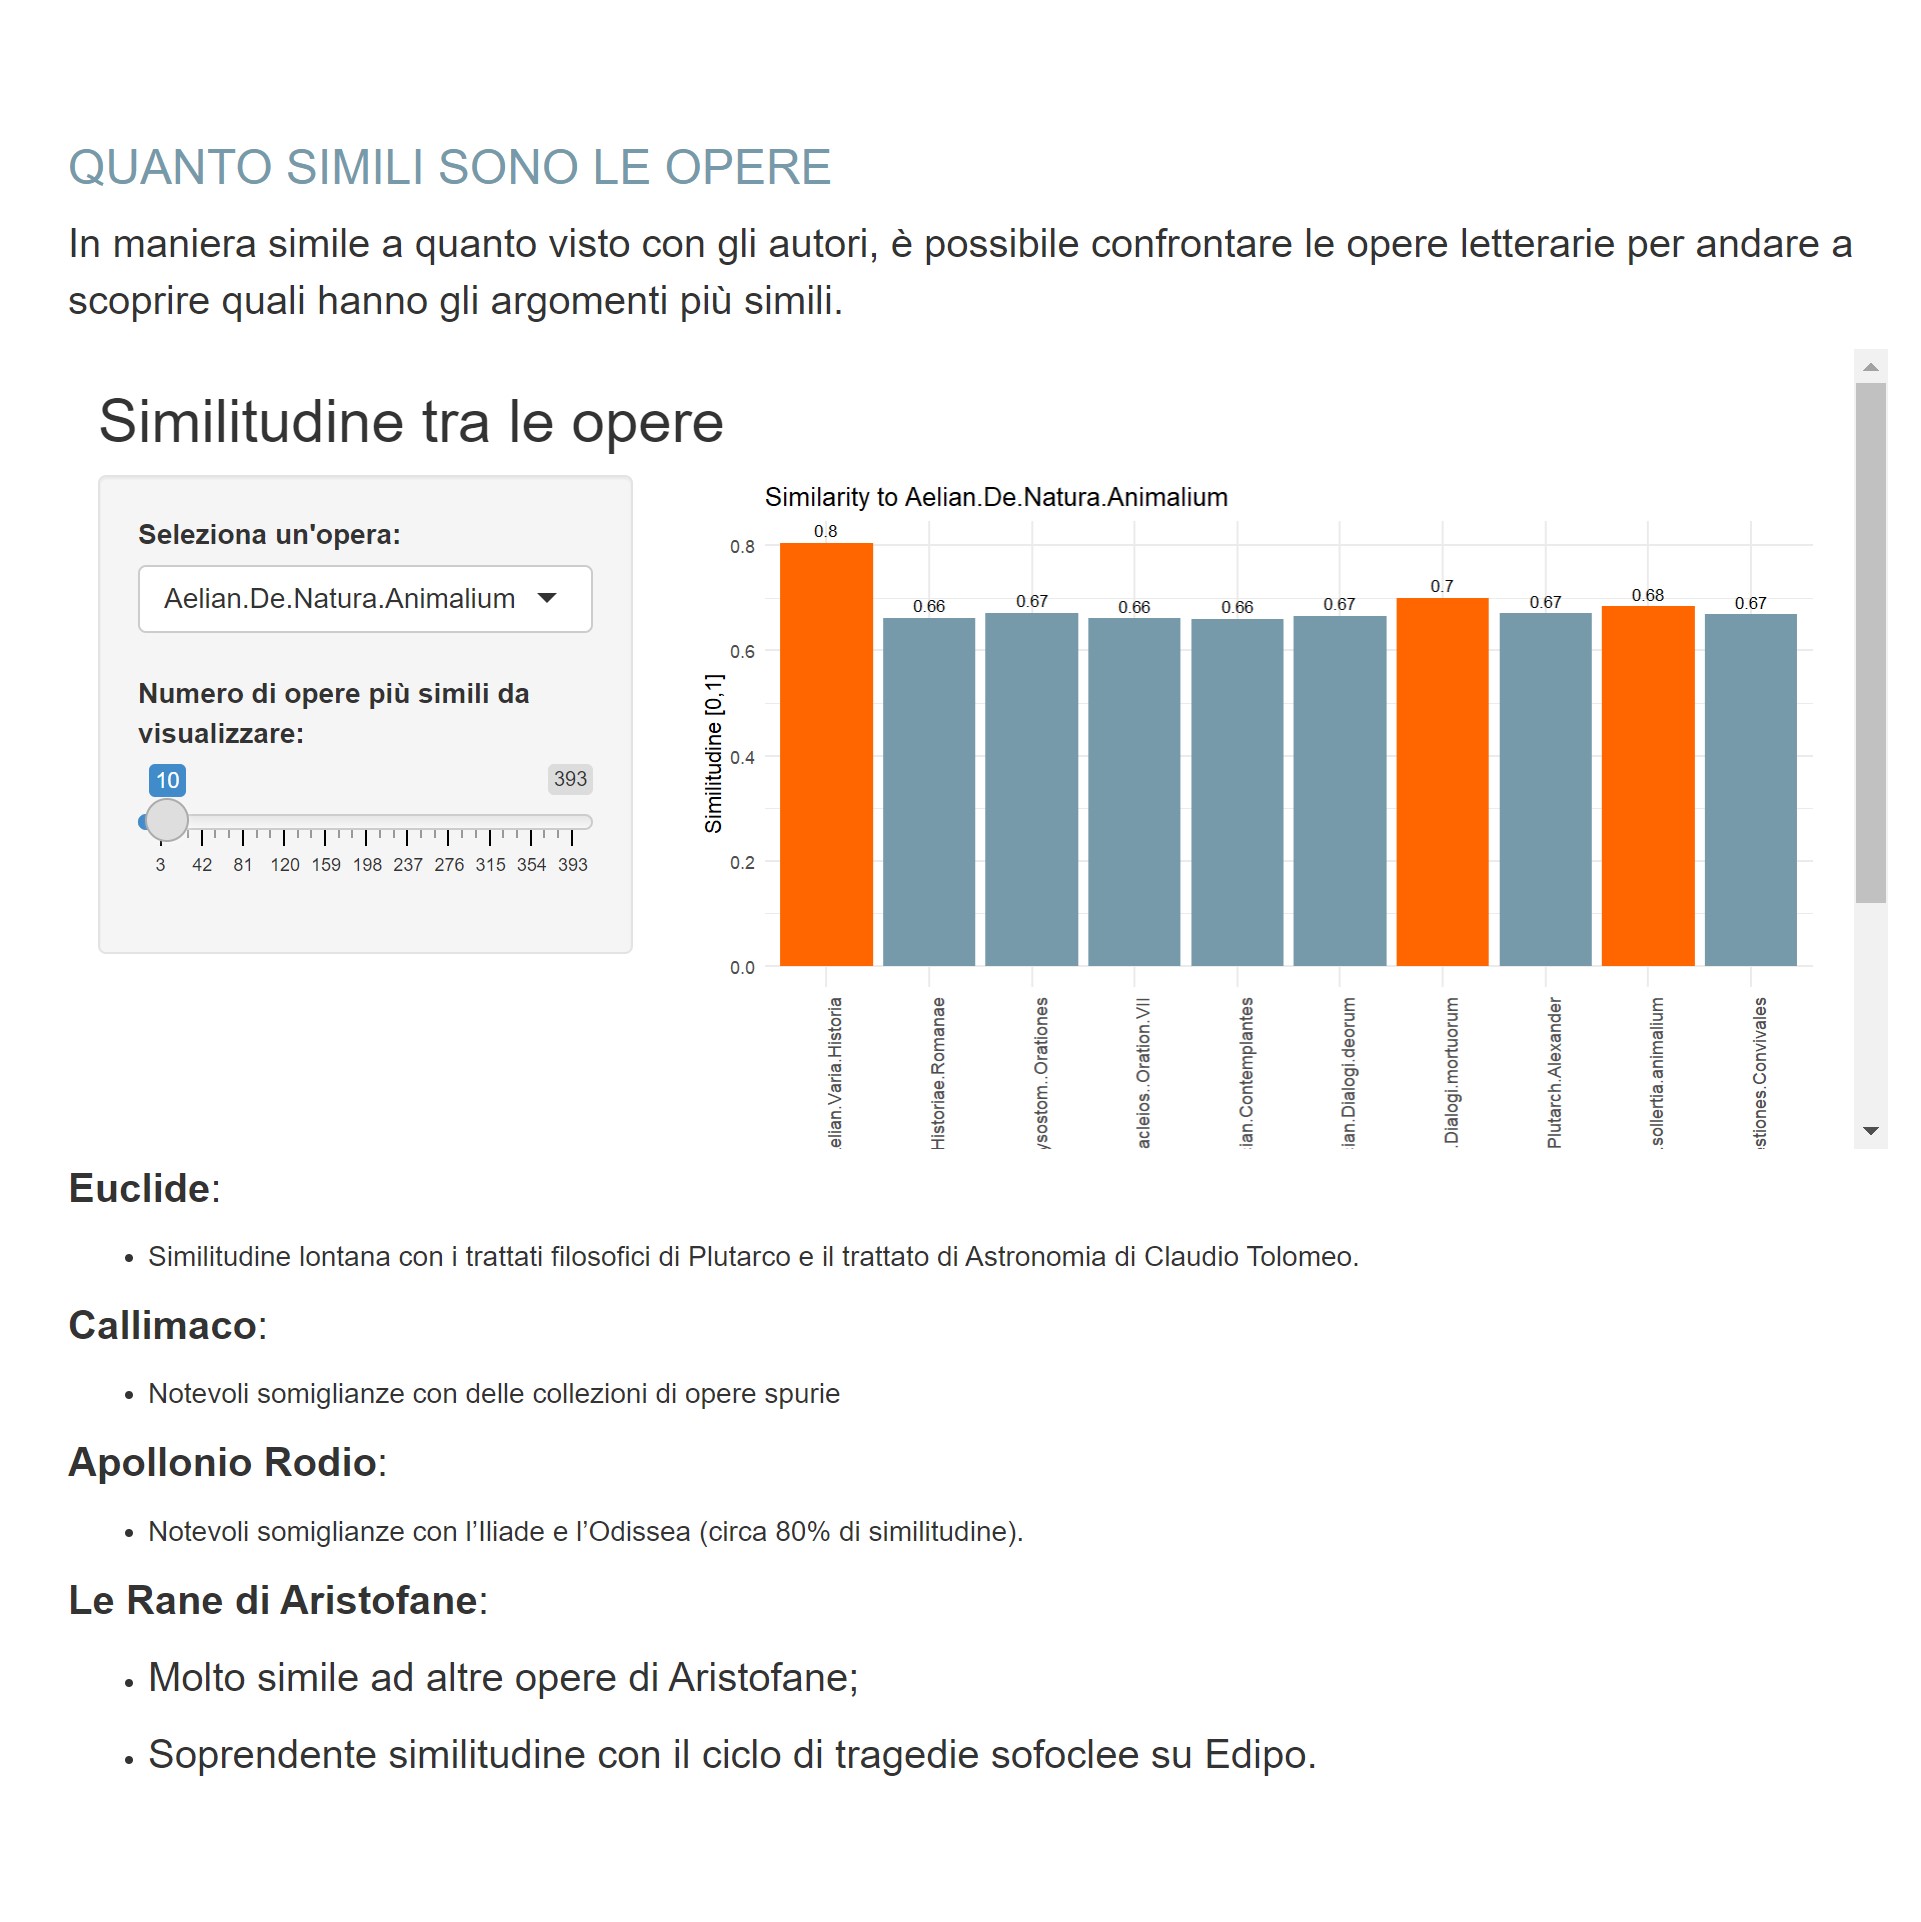 QUANTO SIMILI SONO LE OPERE
In maniera simile a quanto visto con gli autori, è possibile confrontare le opere letterarie per andare a
scoprire quali hanno gli argomenti più simili.
Similitudine tra le opere
Seleziona un'opera:
Aelian.De.Natura.Animalium
Numero di opere più simili da
visualizzare:
10
393
3 42 81 120 159 198 237 276 315 354 393
Similarity to Aelian.De.Natura.Animalium
Similitudine [0,1]
0.8
0.6
0.4
0.2
0.0
0.8 0.66 0.67 0.66 0.66 0.67 0.7 0.67 0.68 0.67
elian.Varia.Historia
Historiae.Romanae
ysostom..Orationes
acleios..Oration.VII
ian.Contemplantes
ian.Dialogi.deorum
.Dialogi.mortuorum
Plutarch.Alexander
.sollertia.animalium
stiones.Convivales
Euclide:
• Similitudine lontana con i trattati filosofici di Plutarco e il trattato di Astronomia di Claudio Tolomeo.
Callimaco:
• Notevoli somiglianze con delle collezioni di opere spurie
Apollonio Rodio:
• Notevoli somiglianze con l’Iliade e l’Odissea (circa 80% di similitudine).
Le Rane di Aristofane:
• Molto simile ad altre opere di Aristofane;
• Soprendente similitudine con il ciclo di tragedie sofoclee su Edipo.